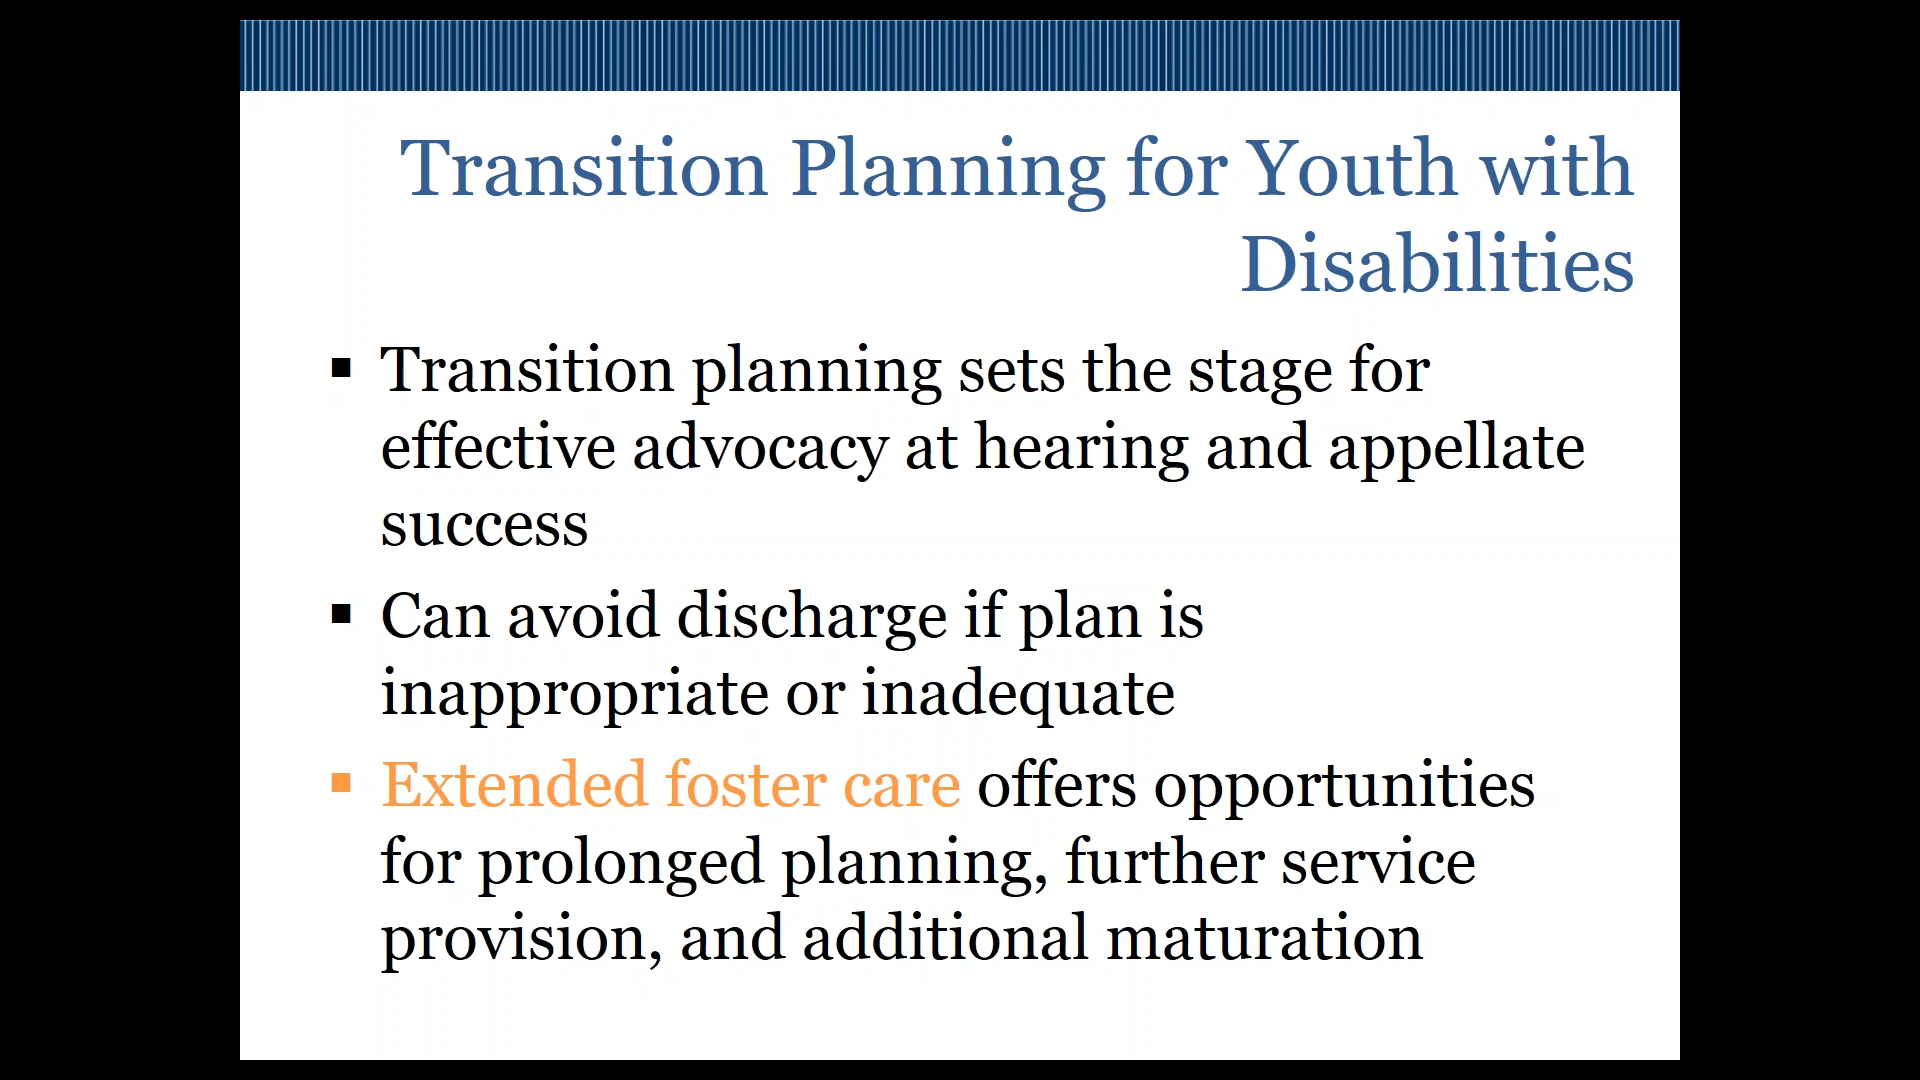 Transition Planning for Youth with
Disabilities
▪ Transition planning sets the stage for
effective advocacy at hearing and appellate
success
▪ Can avoid discharge if plan is
inappropriate or inadequate
▪ Extended foster care offers opportunities
for prolonged planning, further service
provision, and additional maturation